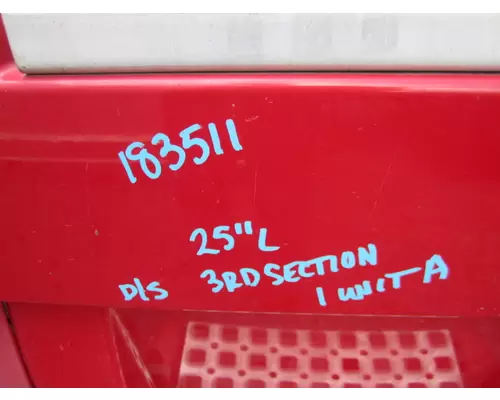 183511
25" L
D/S 3RD SECTION
1 UNIT A